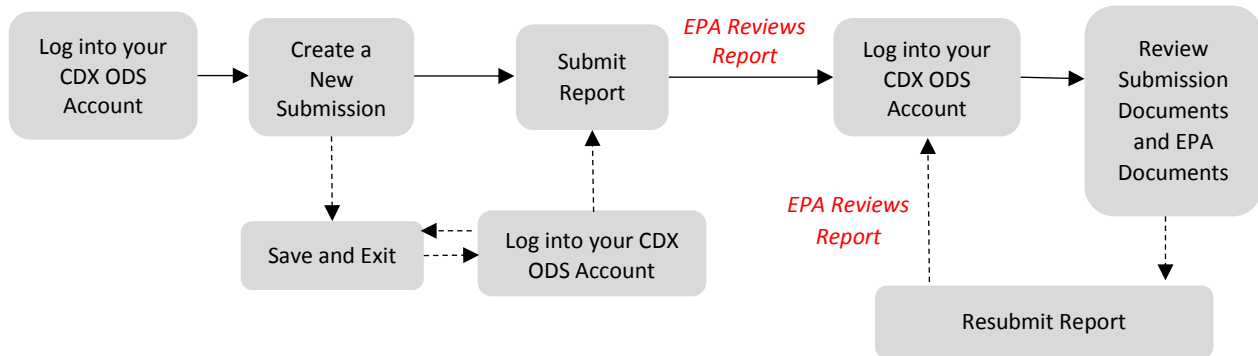 Log into your
CDX ODS
Account
Create a
New
Submission
Submit
Report
EPA Reviews
Report
Log into your
CDX ODS
Account
Review
Submission
Documents
and EPA
Documents
Save and Exit
Log into your CDX
ODS Account
EPA Reviews
Report
Resubmit Report